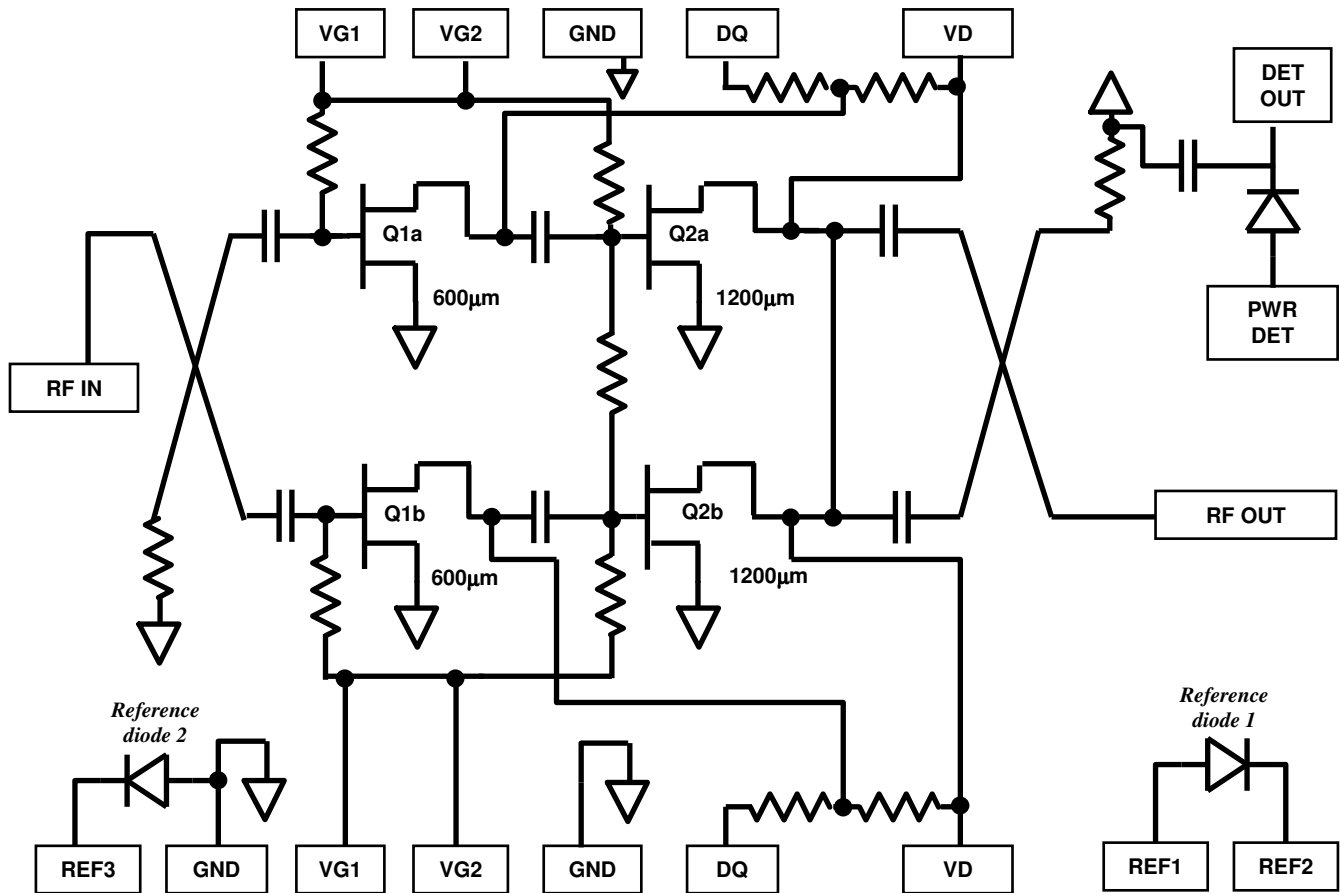 VG1
VG2
GND
DQ
VD
DET
OUT
Q1a
Q2a
600µm
1200µm
PWR
DET
RF IN
Q1b
Q2b
RF OUT
600µm
1200µm
Reference
diode 2
Reference
diode 1
REF3
GND
VG1
VG2
GND
DQ
VD
REF1
REF2